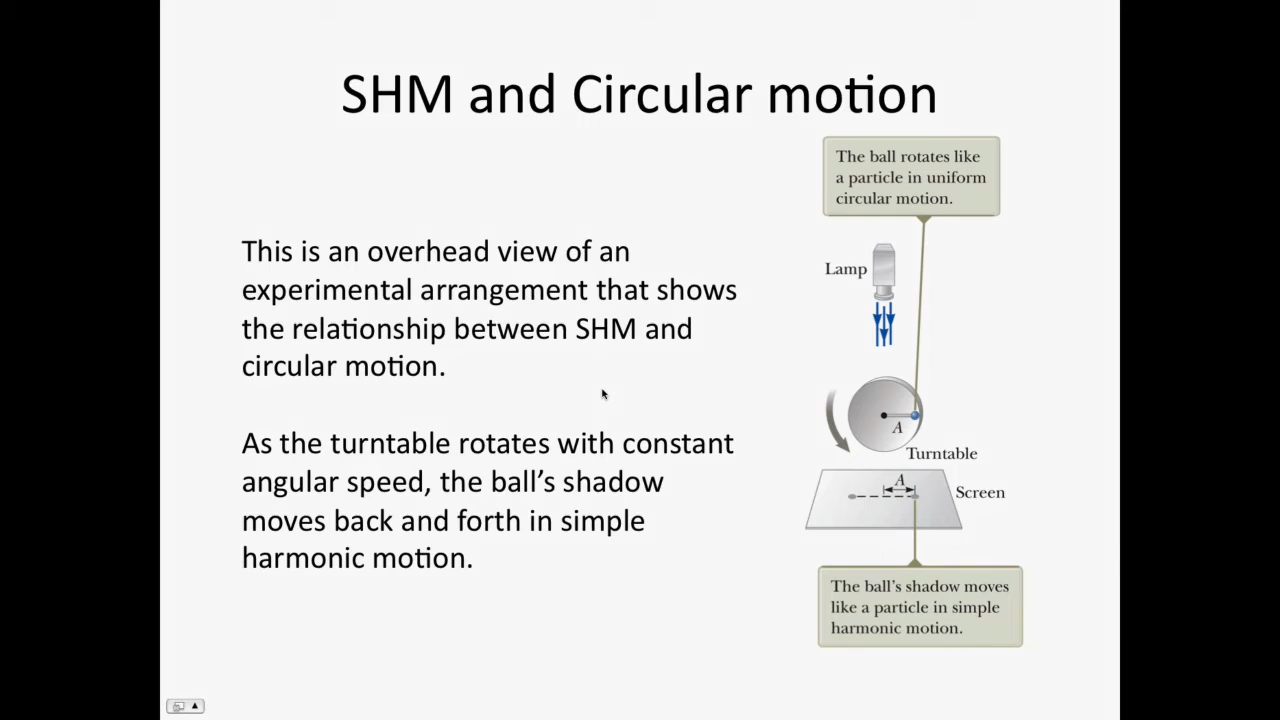 SHM and Circular motion
This is an overhead view of an
experimental arrangement that shows
the relationship between SHM and
circular motion.
As the turntable rotates with constant
angular speed, the ball’s shadow
moves back and forth in simple
harmonic motion.
The ball rotates like
a particle in uniform
circular motion.
Lamp
A
Turntable
A
Screen
The ball’s shadow moves
like a particle in simple
harmonic motion.